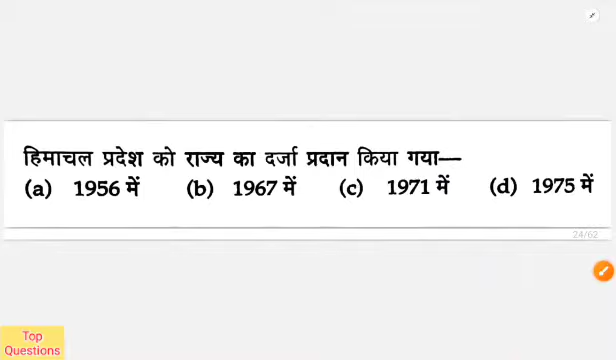 हिमाचल प्रदेश को राज्य का दर्जा प्रदान किया गया—
(a) 1956 में (b) 1967 में (c) 1971 में (d) 1975 में
24/62
Top
Questions